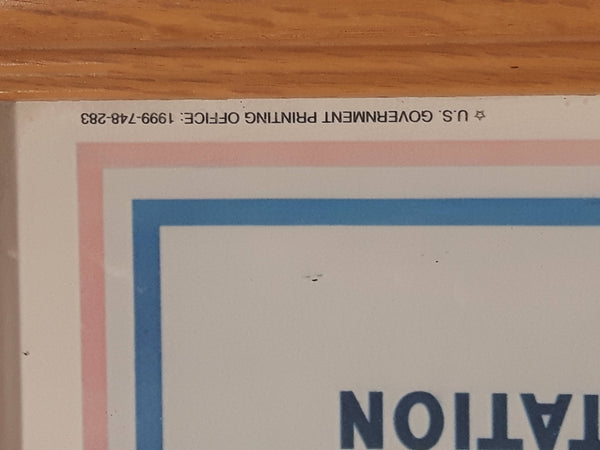 TATION
☆ U.S. GOVERNMENT PRINTING OFFICE: 1999-748-283